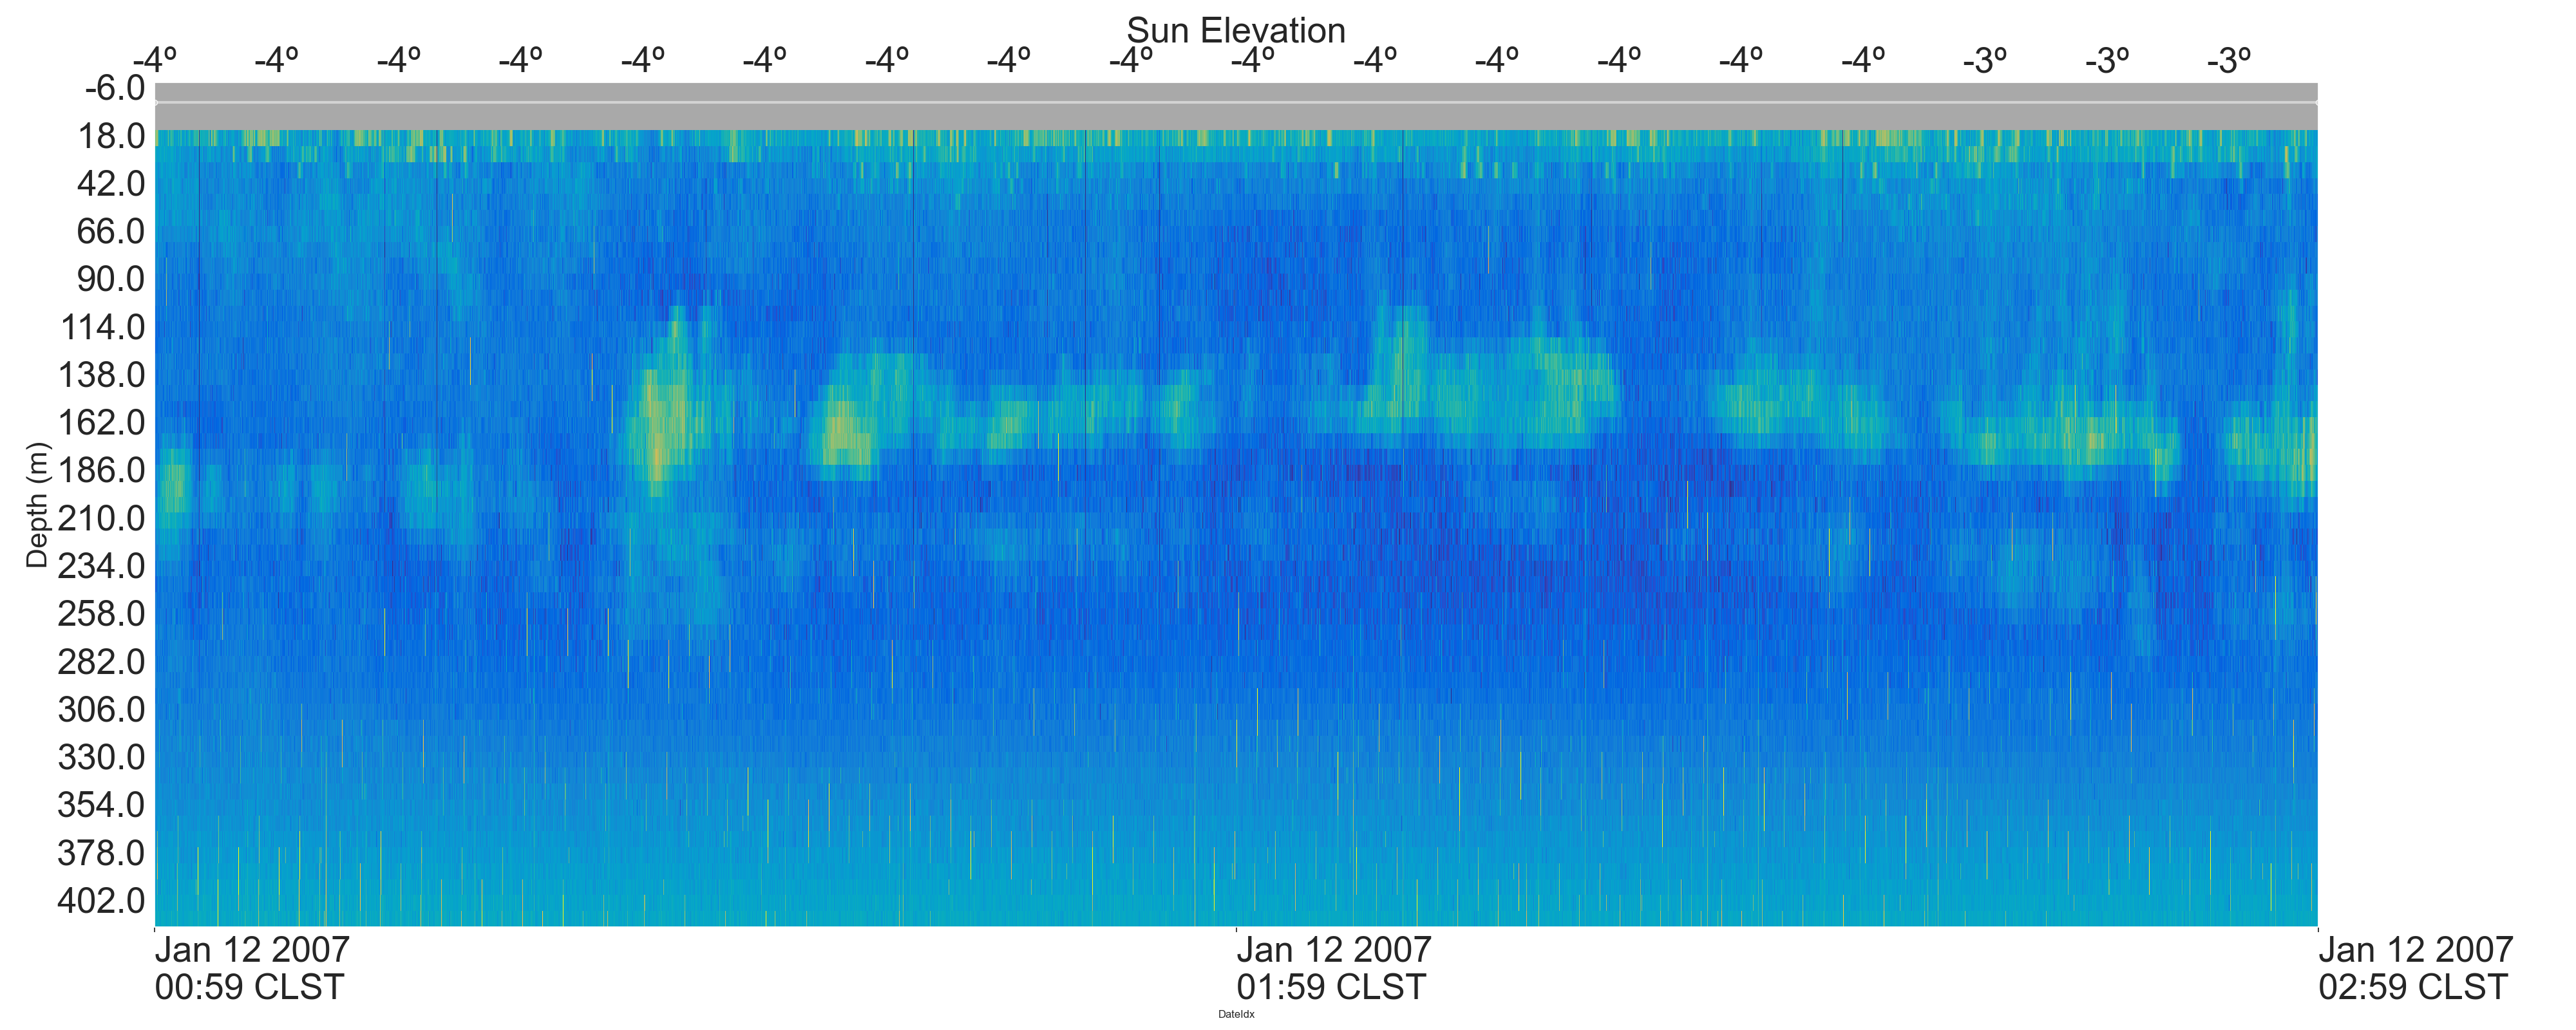 Sun Elevation
-4º -4º -4º -4º -4º -4º -4º -4º -4º -4º -4º -4º -4º -4º -4º -3º -3º -3º
-6.0
18.0
42.0
66.0
90.0
114.0
138.0
162.0
186.0
210.0
234.0
258.0
282.0
306.0
330.0
354.0
378.0
402.0
Depth (m)
Jan 12 2007
00:59 CLST
Jan 12 2007
01:59 CLST
Jan 12 2007
02:59 CLST
DateIdx